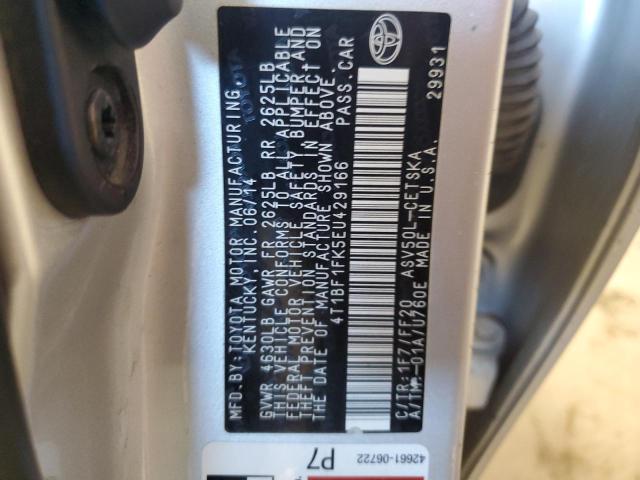 MFD.BY:TOYOTA MOTOR MANUFACTURING,
KENTUCKY, INC. 06/14
GVWR 4630LB GAWR FR 2625LB RR 2625LB
THIS VEHICLE CONFORMS TO ALL APPLICABLE
FEDERAL MOTOR VEHICLE SAFETY, BUMPER, AND
THEFT PREVENTION STANDARDS IN EFFECT ON
THE DATE OF MANUFACTURE SHOWN ABOVE.
4T1BF1FK5EU429166 PASS.CAR
C/TR:1F7/FF20 ASV50L-CETSKA 29931
A/TM:-01A/U760E MADE IN U.S.A.
TOYOTA
42661-06722
P7